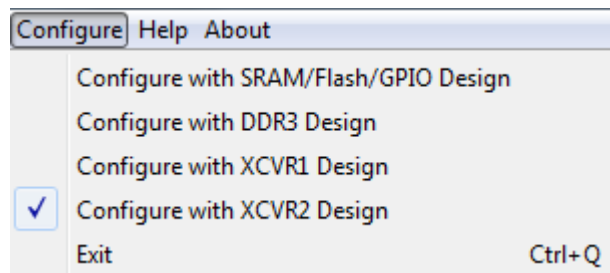 Configure Help About
Configure with SRAM/Flash/GPIO Design
Configure with DDR3 Design
Configure with XCVR1 Design
Configure with XCVR2 Design
Exit Ctrl+Q